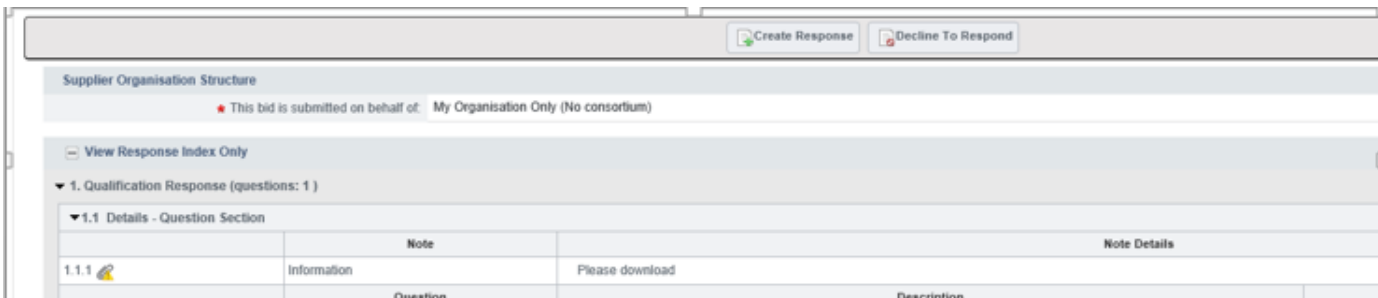 Create Response Decline To Respond
Supplier Organisation Structure
* This bid is submitted on behalf of: My Organisation Only (No consortium)
View Response Index Only
1. Qualification Response (questions: 1 )
1.1 Details - Question Section
Note Note Details
1.1.1 Information Please download
Question Description